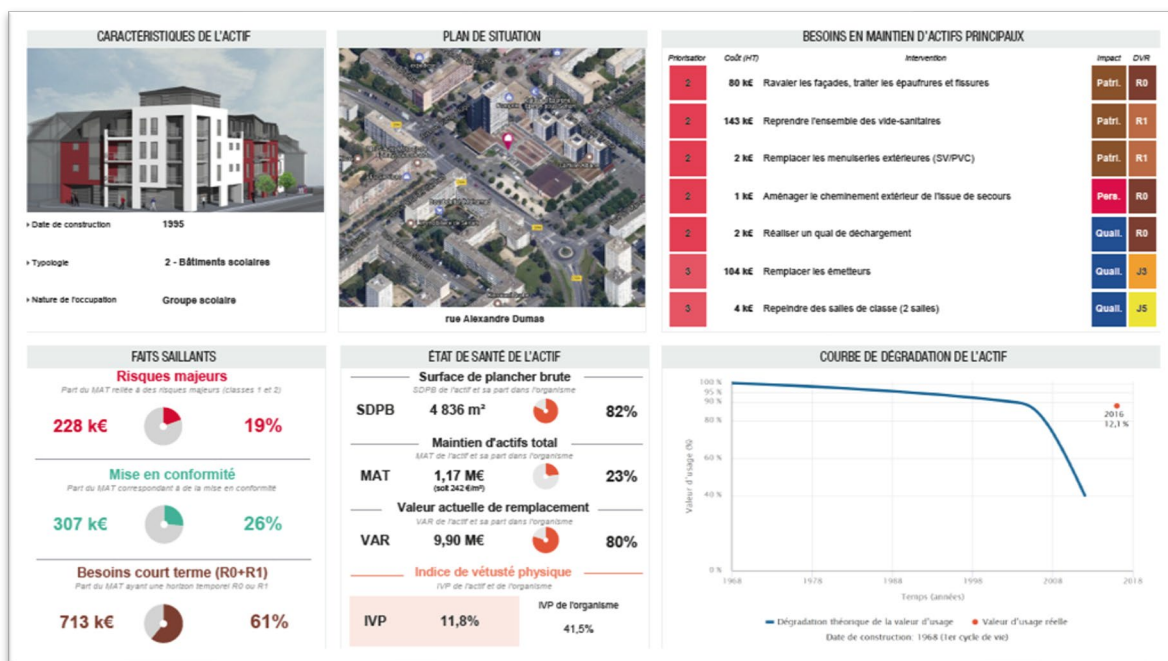 CARACTÉRISTIQUES DE L'ACTIF
Date de construction 1995
Typologie 2 - Bâtiments scolaires
Nature de l'occupation Groupe scolaire
PLAN DE SITUATION
rue Alexandre Dumas
BESOINS EN MAINTIEN D'ACTIFS PRINCIPAUX
Coût (HT) Intervention Impact DVR
2 80 k€ Ravaler les façades, traiter les épaufrures et fissures Patri. R0
2 143 k€ Reprendre l'ensemble des vide-sanitaires Patri. R1
2 2 k€ Remplacer les menuiseries extérieures (SV/PVC) Patri. R1
2 1 k€ Aménager le cheminement extérieur de l'issue de secours Pers. R0
2 2 k€ Réaliser un quai de déchargement Quali. R0
3 104 k€ Remplacer les émetteurs Quali. J3
3 4 k€ Repeindre des salles de classe (2 salles) Quali. J5
FAITS SAILLANTS
Risques majeurs
Part du MAT reliée à des risques majeurs (classes 1 et 2)
228 k€ 19%
Mise en conformité
Part du MAT correspondant à de la mise en conformité
307 k€ 26%
Besoins court terme (R0+R1)
Part du MAT ayant une horizon temporel R0 ou R1
713 k€ 61%
ÉTAT DE SANTÉ DE L'ACTIF
Surface de plancher brute
SDPB de l'actif et sa part dans l'organisme
SDPB 4 836 m² 82%
Maintien d'actifs total
MAT de l'actif et sa part dans l'organisme
MAT 1,17 M€ 23%
(soit 242 €/m²)
Valeur actuelle de remplacement
VAR de l'actif et sa part dans l'organisme
VAR 9,90 M€ 80%
Indice de vétusté physique
IVP de l'actif et de l'organisme
IVP 11,8%
IVP de l'organisme
41,5%
COURBE DE DÉGRADATION DE L'ACTIF
100 %
95 %
90 %
60 %
40 %
0 %
Valeur d'usage (%)
2016
12,1%
1968 1978 1988 1998 2008 2018
Temps (années)
Dégradation théorique de la valeur d'usage Valeur d'usage réelle
Date de construction: 1968 (1er cycle de vie)